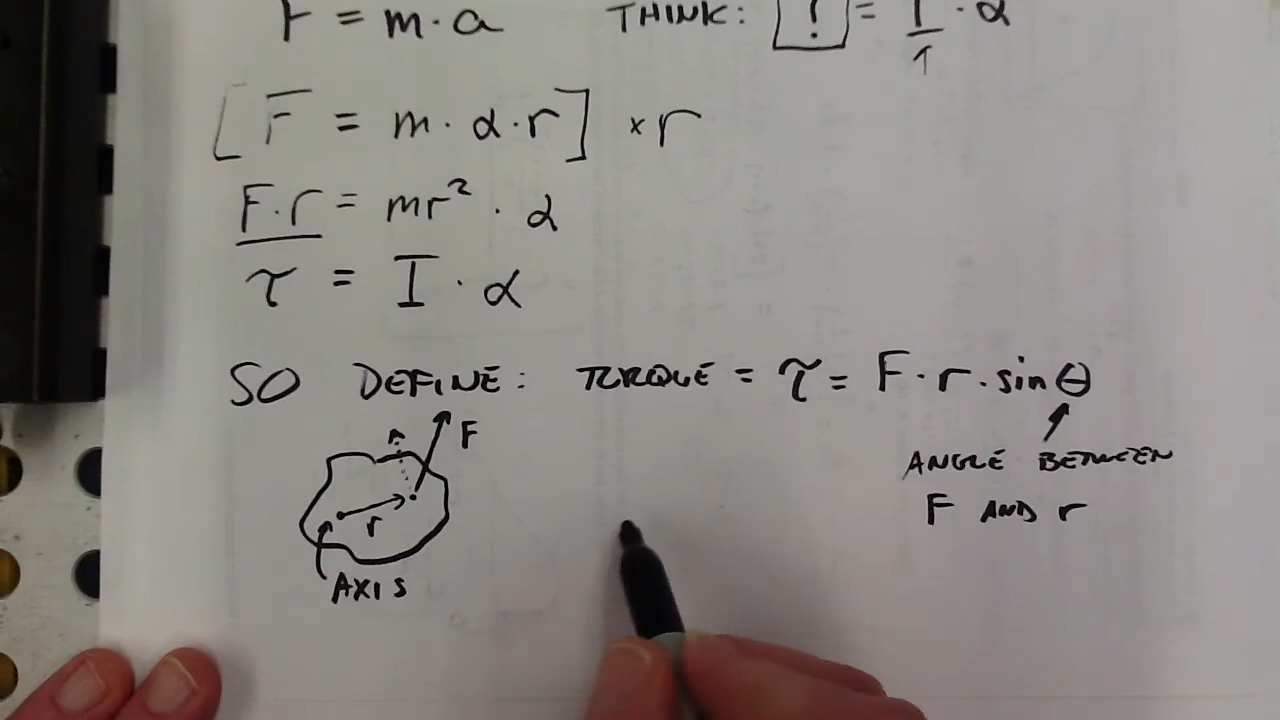 F = m · a THINK: ? = I · α
[F = m · α · r] × r
F · r = mr² · α
τ = I · α
SO DEFINE: TORQUE = τ = F · r · sin θ
F
r
AXIS
ANGLE BETWEEN
F AND r